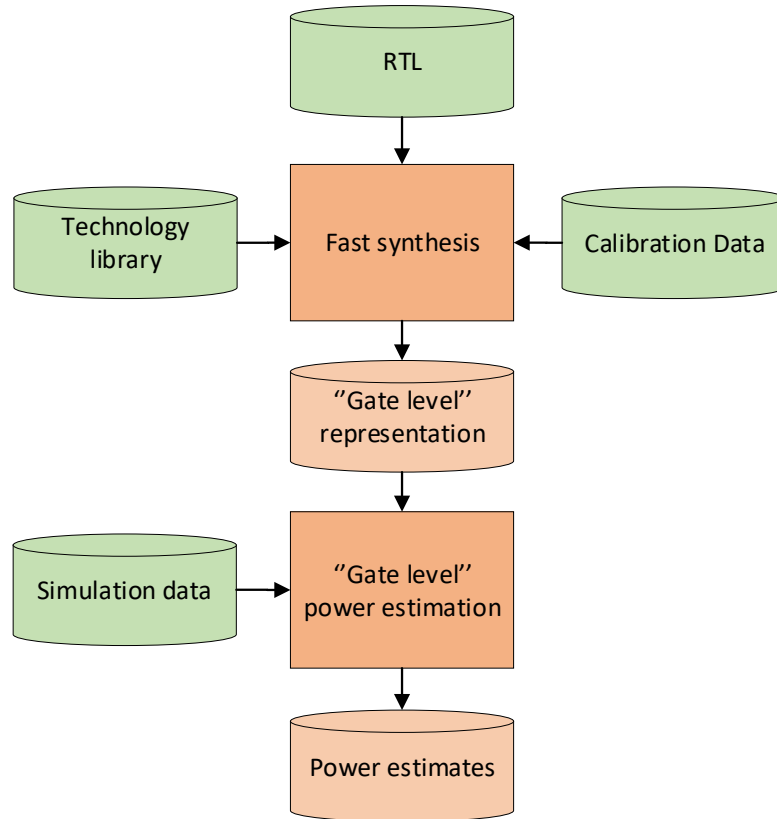 RTL
Technology
library
Fast synthesis
Calibration Data
‘’Gate level’’
representation
Simulation data
‘’Gate level’’
power estimation
Power estimates